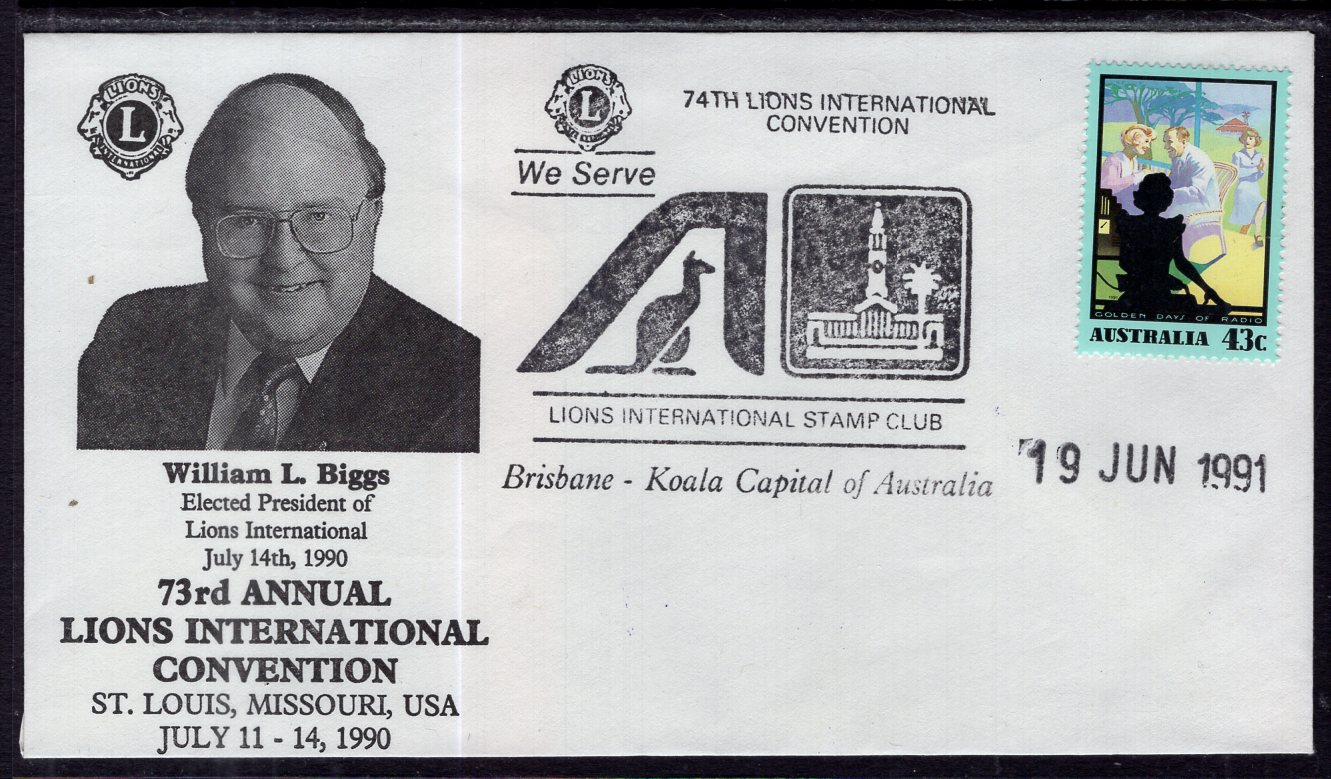 LIONS
L
INTERNATIONAL
William L. Biggs
Elected President of
Lions International
July 14th, 1990
73rd ANNUAL
LIONS INTERNATIONAL
CONVENTION
ST. LOUIS, MISSOURI, USA
JULY 11 - 14, 1990
LIONS
L
We Serve
74TH LIONS INTERNATIONAL
CONVENTION
LIONS INTERNATIONAL STAMP CLUB
Brisbane - Koala Capital of Australia
GOLDEN DAYS OF RADIO
AUSTRALIA 43c
19 JUN 1991